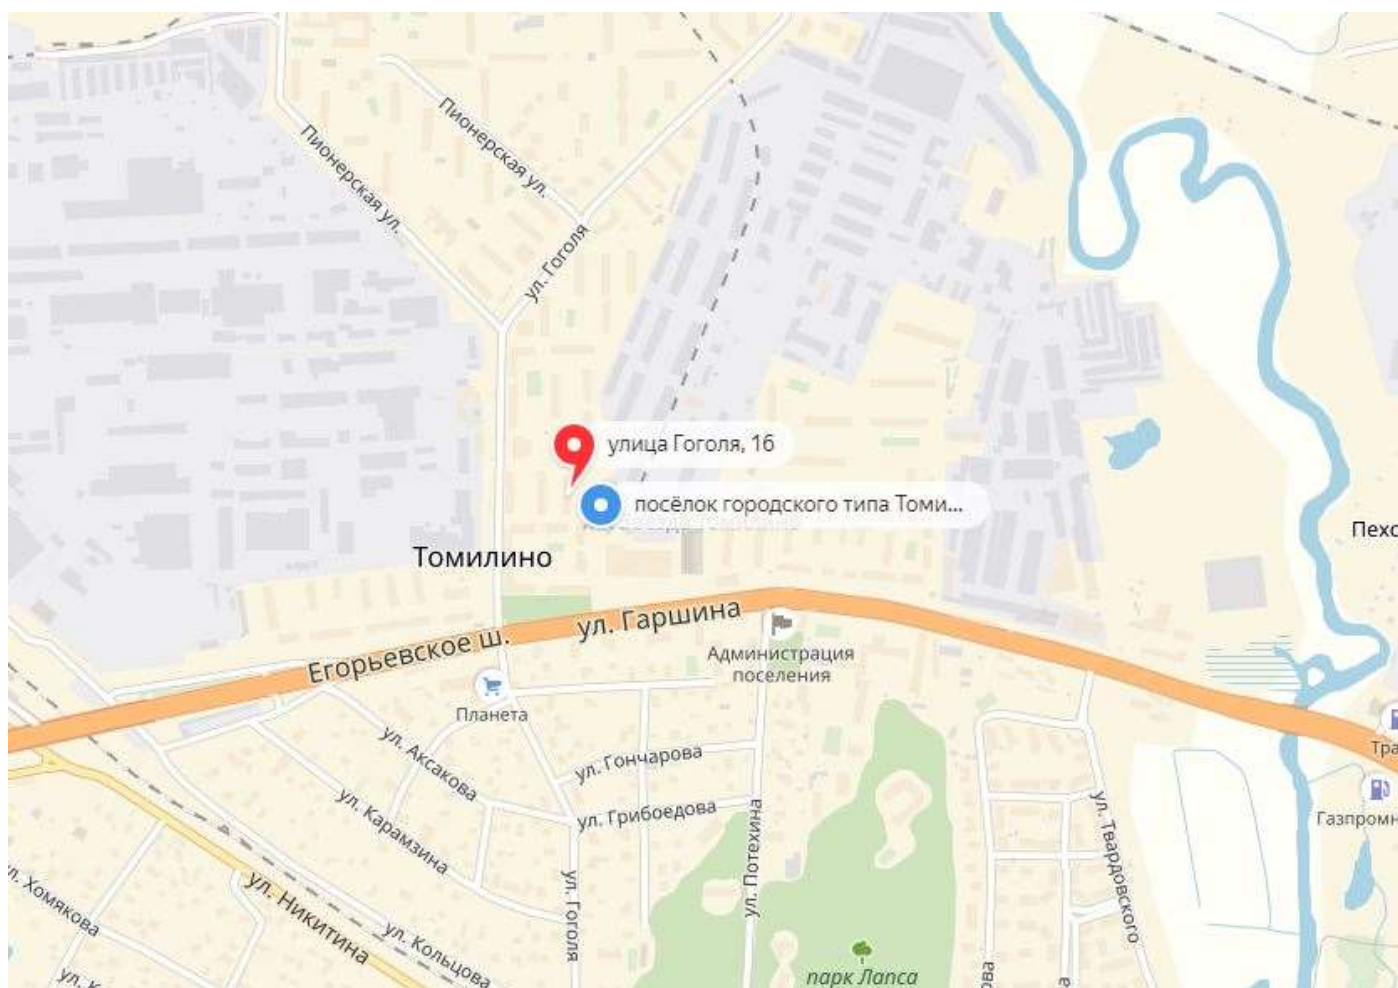 Пионерская ул.
Пионерская ул.
ул. Гоголя
улица Гоголя, 16
посёлок городского типа Томи...
Томилино
Егорьевское ш.
ул. Гаршина
Администрация
поселения
Планета
ул. Аксакова
ул. Гончарова
ул. Карамзина
ул. Грибоедова
ул. Потехина
ул. Твардовского
ул. Гоголя
ул. Никитина
ул. Кольцова
л. Хомякова
ул. К
парк Лапса
Пехо
Тра
Газпромн
ова